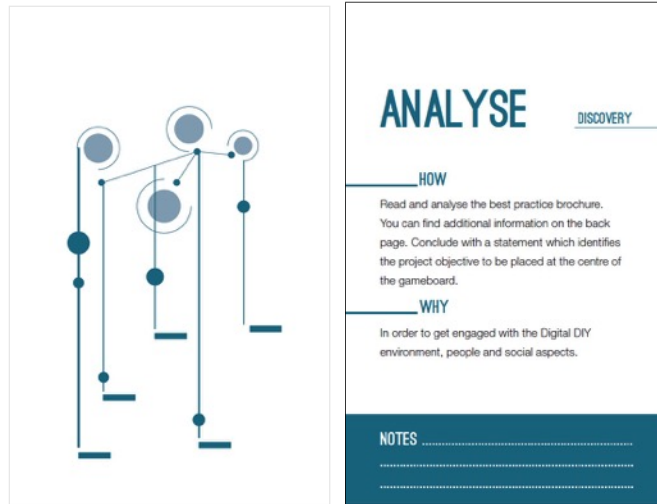 ANALYSE
DISCOVERY
HOW
Read and analyse the best practice brochure.
You can find additional information on the back
page. Conclude with a statement which identifies
the project objective to be placed at the centre of
the gameboard.
WHY
In order to get engaged with the Digital DIY
environment, people and social aspects.
NOTES